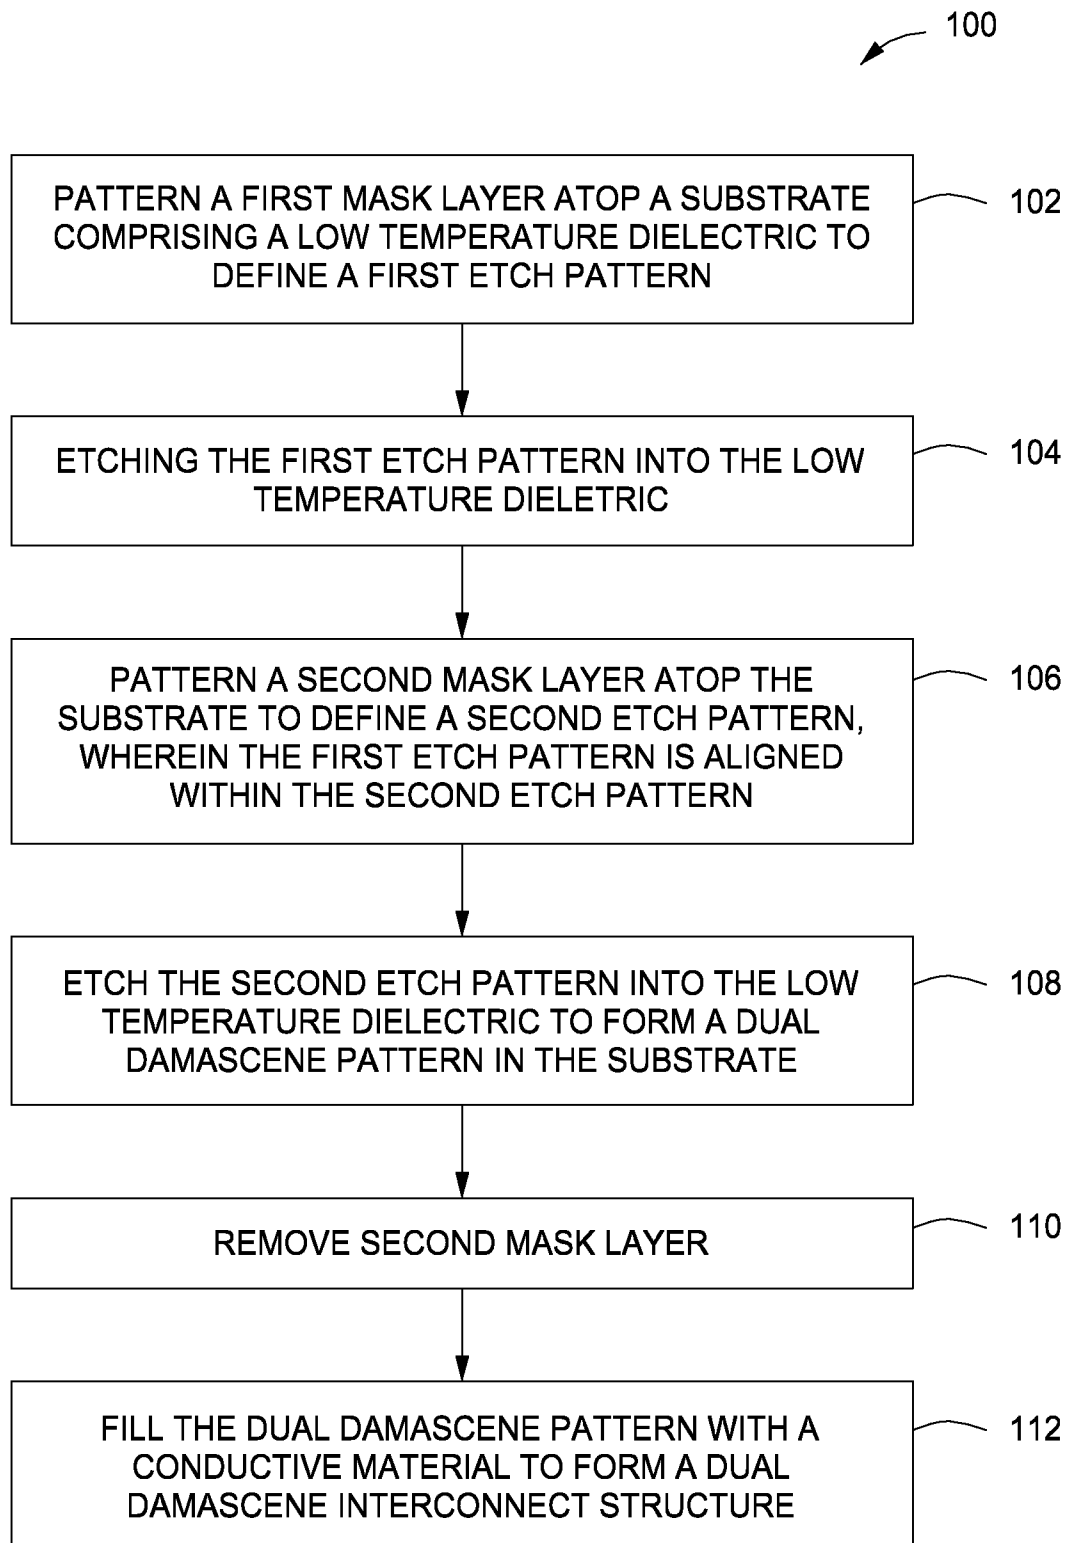 100
PATTERN A FIRST MASK LAYER ATOP A SUBSTRATE
COMPRISING A LOW TEMPERATURE DIELECTRIC TO
DEFINE A FIRST ETCH PATTERN
102
ETCHING THE FIRST ETCH PATTERN INTO THE LOW
TEMPERATURE DIELETRIC
104
PATTERN A SECOND MASK LAYER ATOP THE
SUBSTRATE TO DEFINE A SECOND ETCH PATTERN,
WHEREIN THE FIRST ETCH PATTERN IS ALIGNED
WITHIN THE SECOND ETCH PATTERN
106
ETCH THE SECOND ETCH PATTERN INTO THE LOW
TEMPERATURE DIELECTRIC TO FORM A DUAL
DAMASCENE PATTERN IN THE SUBSTRATE
108
REMOVE SECOND MASK LAYER
110
FILL THE DUAL DAMASCENE PATTERN WITH A
CONDUCTIVE MATERIAL TO FORM A DUAL
DAMASCENE INTERCONNECT STRUCTURE
112